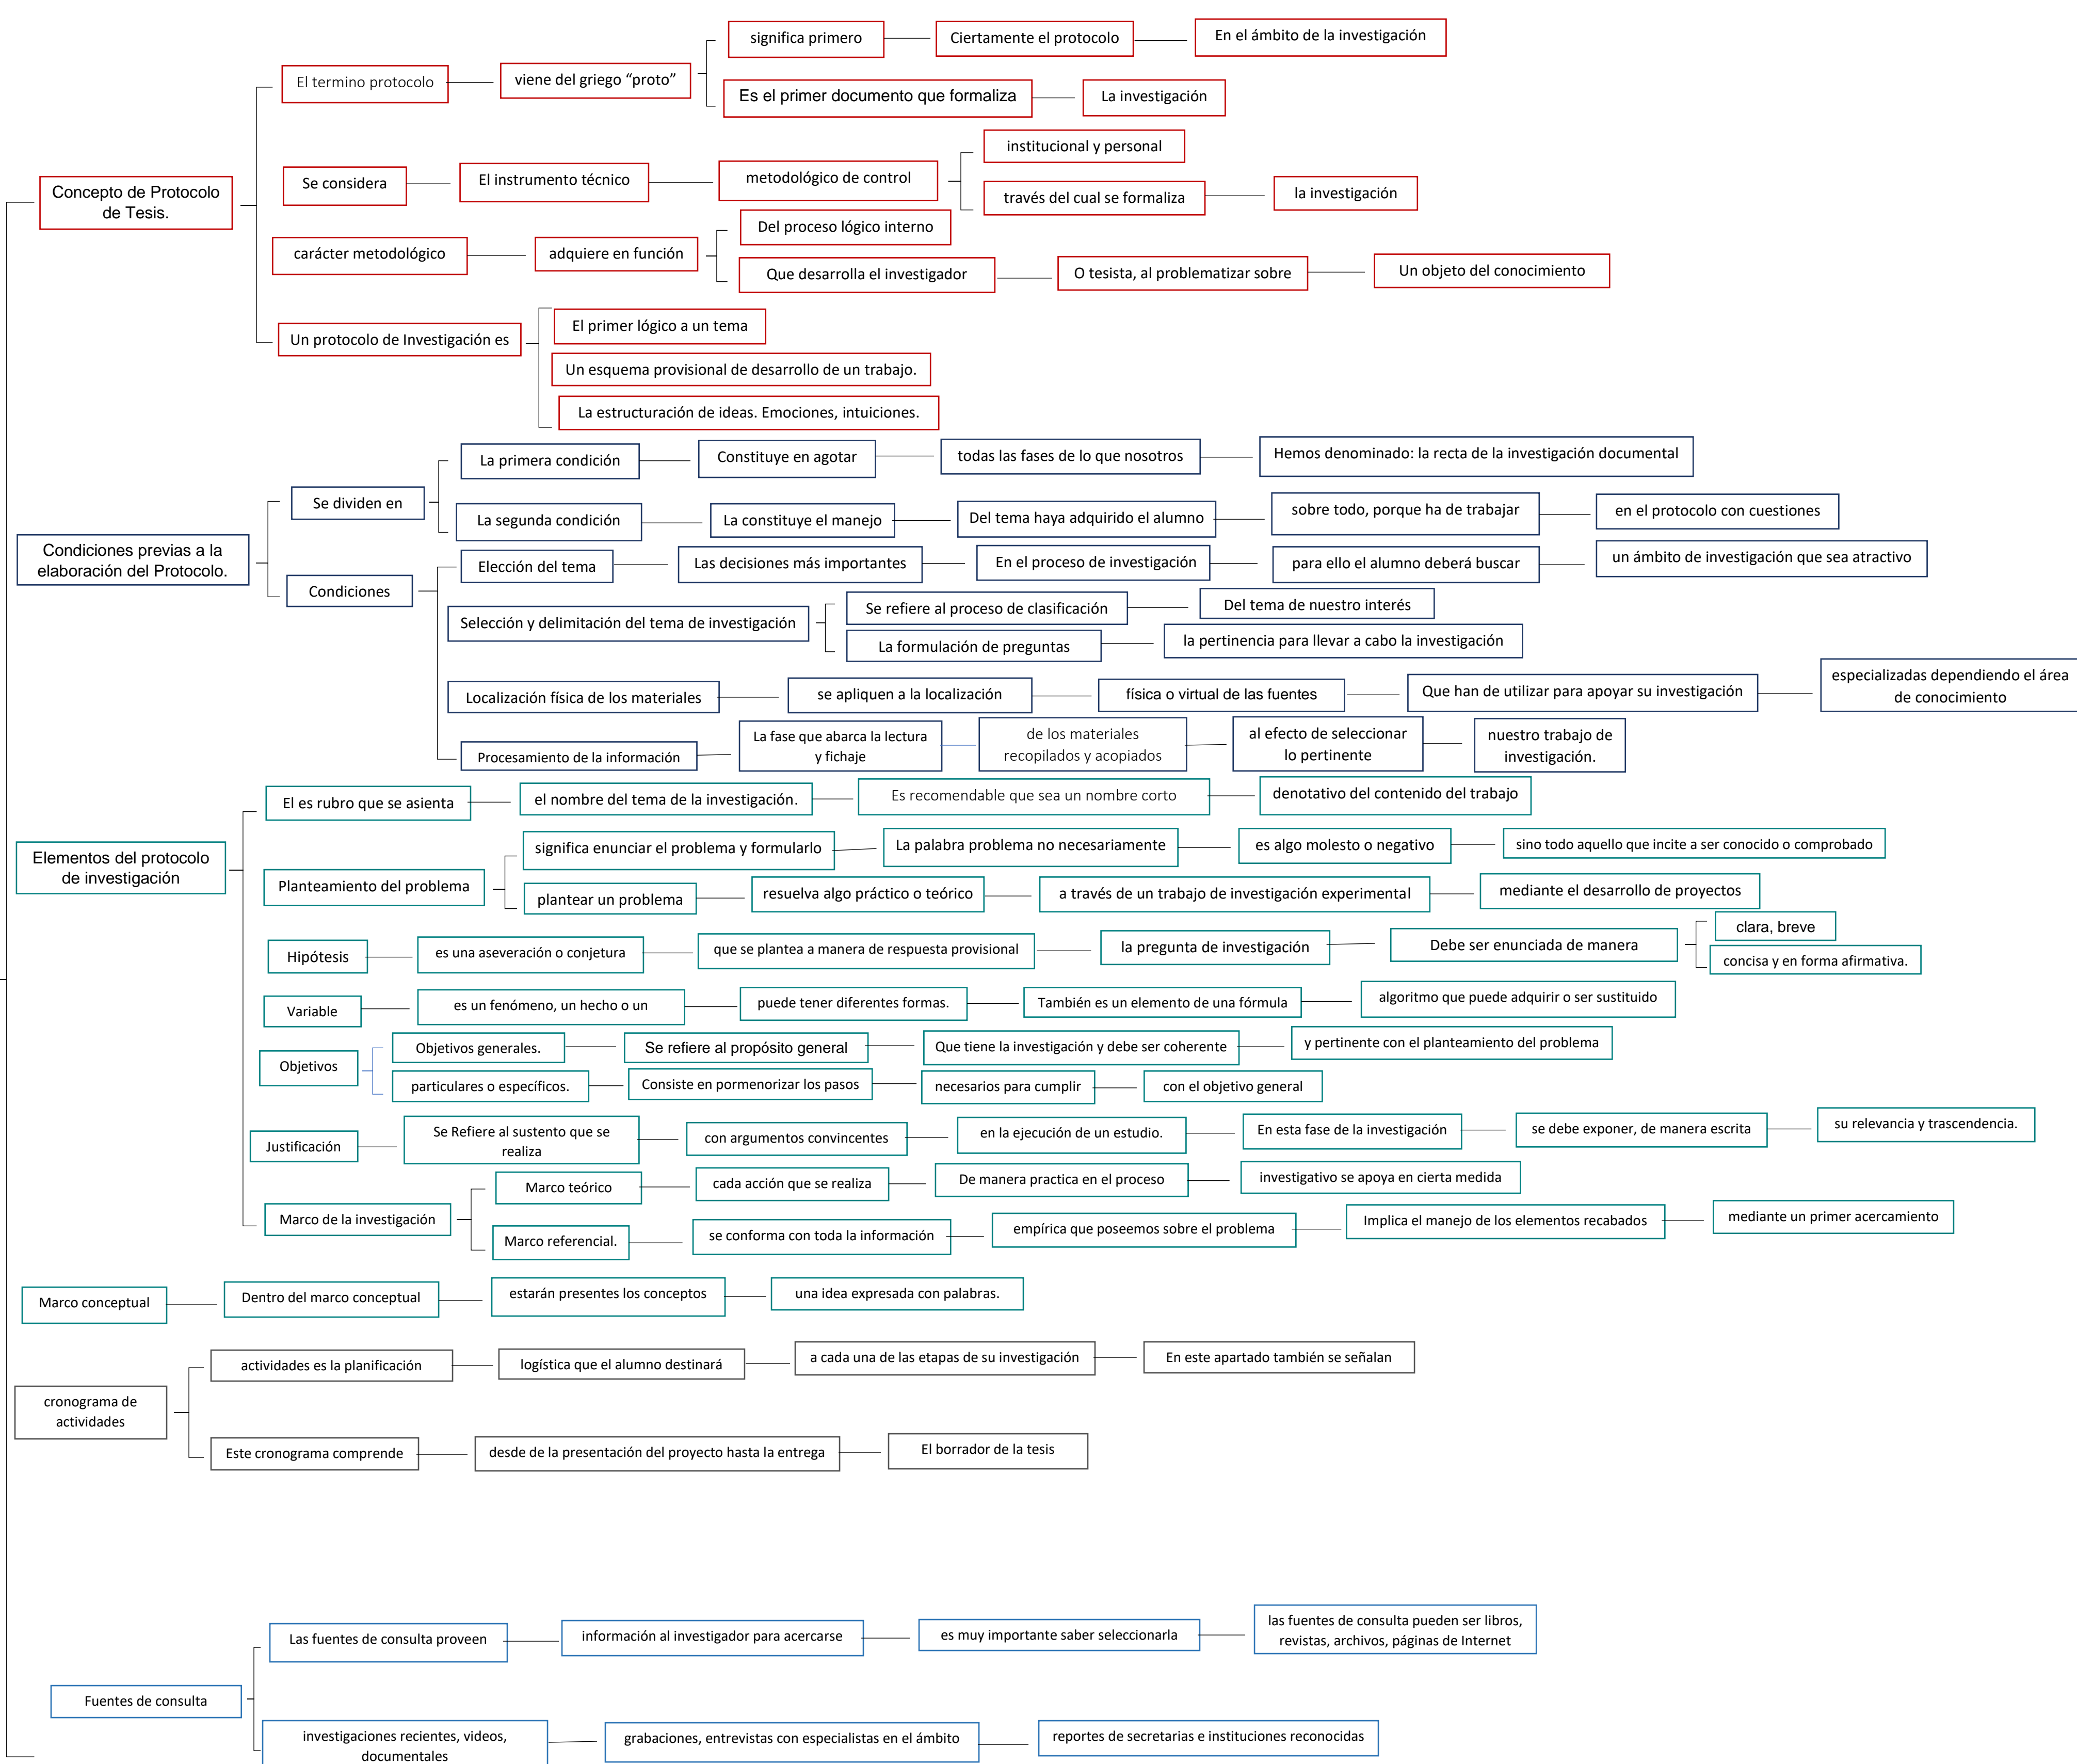 Concepto de Protocolo
de Tesis.
El termino protocolo
viene del griego “proto”
significa primero
Ciertamente el protocolo
En el ámbito de la investigación
Es el primer documento que formaliza
La investigación
Se considera
El instrumento técnico
metodológico de control
institucional y personal
través del cual se formaliza
la investigación
carácter metodológico
adquiere en función
Del proceso lógico interno
Que desarrolla el investigador
O tesista, al problematizar sobre
Un objeto del conocimiento
Un protocolo de Investigación es
El primer lógico a un tema
Un esquema provisional de desarrollo de un trabajo.
La estructuración de ideas. Emociones, intuiciones.
Condiciones previas a la
elaboración del Protocolo.
Se dividen en
La primera condición
Constituye en agotar
todas las fases de lo que nosotros
Hemos denominado: la recta de la investigación documental
La segunda condición
La constituye el manejo
Del tema haya adquirido el alumno
sobre todo, porque ha de trabajar
en el protocolo con cuestiones
Condiciones
Elección del tema
Las decisiones más importantes
En el proceso de investigación
para ello el alumno deberá buscar
un ámbito de investigación que sea atractivo
Selección y delimitación del tema de investigación
Se refiere al proceso de clasificación
Del tema de nuestro interés
La formulación de preguntas
la pertinencia para llevar a cabo la investigación
Localización física de los materiales
se apliquen a la localización
física o virtual de las fuentes
Que han de utilizar para apoyar su investigación
especializadas dependiendo el área
de conocimiento
Procesamiento de la información
La fase que abarca la lectura
y fichaje
de los materiales
recopilados y acopiados
al efecto de seleccionar
lo pertinente
nuestro trabajo de
investigación.
Elementos del protocolo
de investigación
El es rubro que se asienta
el nombre del tema de la investigación.
Es recomendable que sea un nombre corto
denotativo del contenido del trabajo
Planteamiento del problema
significa enunciar el problema y formularlo
La palabra problema no necesariamente
es algo molesto o negativo
sino todo aquello que incite a ser conocido o comprobado
plantear un problema
resuelva algo práctico o teórico
a través de un trabajo de investigación experimental
mediante el desarrollo de proyectos
Hipótesis
es una aseveración o conjetura
que se plantea a manera de respuesta provisional
la pregunta de investigación
Debe ser enunciada de manera
clara, breve
concisa y en forma afirmativa.
Variable
es un fenómeno, un hecho o un
puede tener diferentes formas.
También es un elemento de una fórmula
algoritmo que puede adquirir o ser sustituido
Objetivos
Objetivos generales.
Se refiere al propósito general
Que tiene la investigación y debe ser coherente
y pertinente con el planteamiento del problema
particulares o específicos.
Consiste en pormenorizar los pasos
necesarios para cumplir
con el objetivo general
Justificación
Se Refiere al sustento que se
realiza
con argumentos convincentes
en la ejecución de un estudio.
En esta fase de la investigación
se debe exponer, de manera escrita
su relevancia y trascendencia.
Marco de la investigación
Marco teórico
cada acción que se realiza
De manera practica en el proceso
investigativo se apoya en cierta medida
Marco referencial.
se conforma con toda la información
empírica que poseemos sobre el problema
Implica el manejo de los elementos recabados
mediante un primer acercamiento
Marco conceptual
Dentro del marco conceptual
estarán presentes los conceptos
una idea expresada con palabras.
cronograma de
actividades
actividades es la planificación
logística que el alumno destinará
a cada una de las etapas de su investigación
En este apartado también se señalan
Este cronograma comprende
desde de la presentación del proyecto hasta la entrega
El borrador de la tesis
Fuentes de consulta
Las fuentes de consulta proveen
información al investigador para acercarse
es muy importante saber seleccionarla
las fuentes de consulta pueden ser libros,
revistas, archivos, páginas de Internet
investigaciones recientes, videos,
documentales
grabaciones, entrevistas con especialistas en el ámbito
reportes de secretarias e instituciones reconocidas